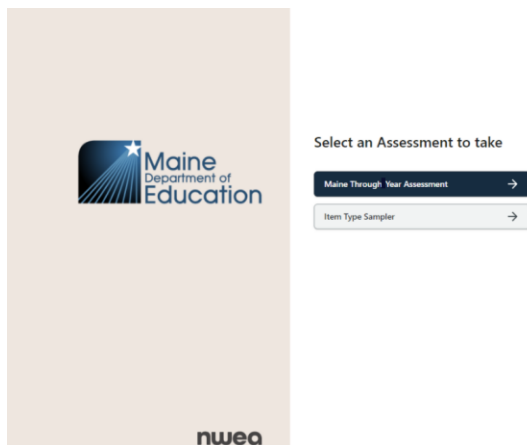 Maine
Department of
Education
Select an Assessment to take
Maine Through Year Assessment
Item Type Sampler
nwea